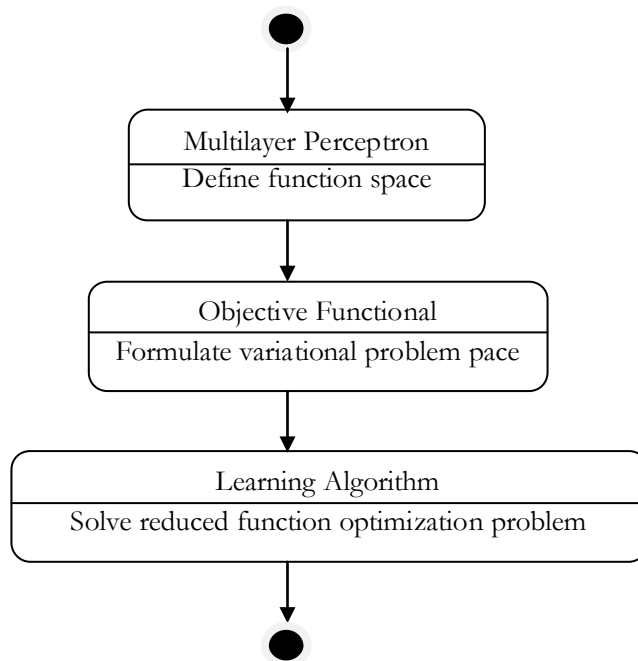 Multilayer Perceptron
Define function space
Objective Functional
Formulate variational problem pace
Learning Algorithm
Solve reduced function optimization problem